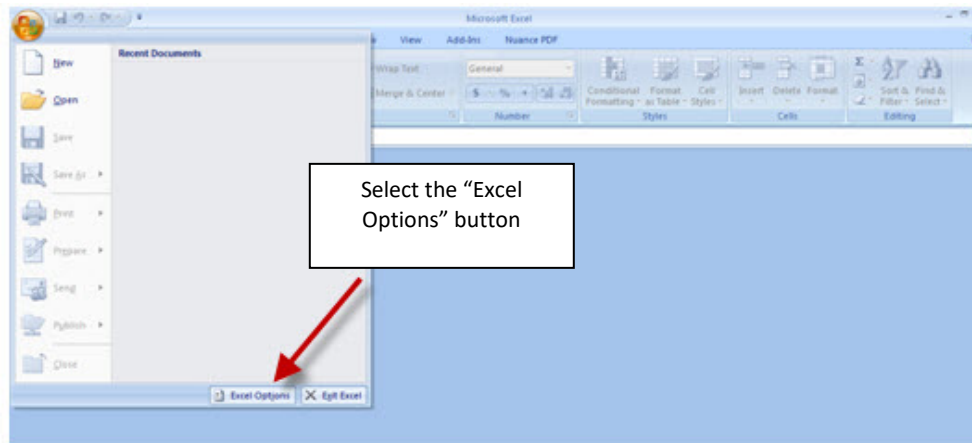 Microsoft Excel
View Add-Ins Nuance PDF
New
Recent Documents
Open
Save
Save As
Print
Prepare
Send
Publish
Close
Wrap Text
Merge & Center
General
$ %
Number
Conditional Formatting
Format as Table
Cell Styles
Styles
Insert Delete Format
Cells
Sort & Filter
Find & Select
Editing
Select the “Excel
Options” button
Excel Options
Exit Excel